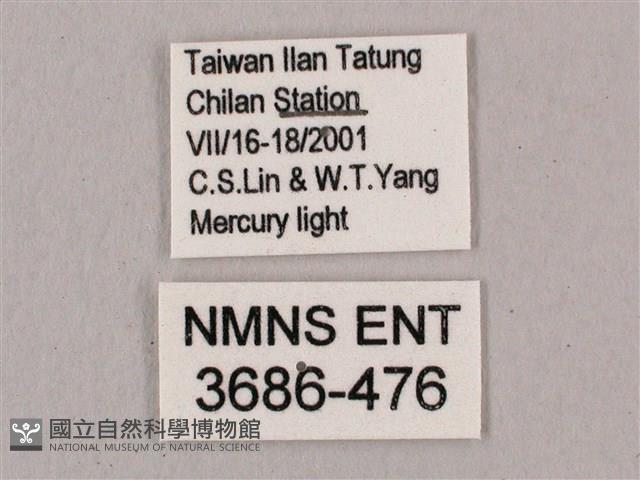 Taiwan Ilan Tatung
Chilan Station
VII/16-18/2001
C.S.Lin & W.T.Yang
Mercury light
NMNS ENT
3686-476
國立自然科學博物館
NATIONAL MUSEUM OF NATURAL SCIENCE